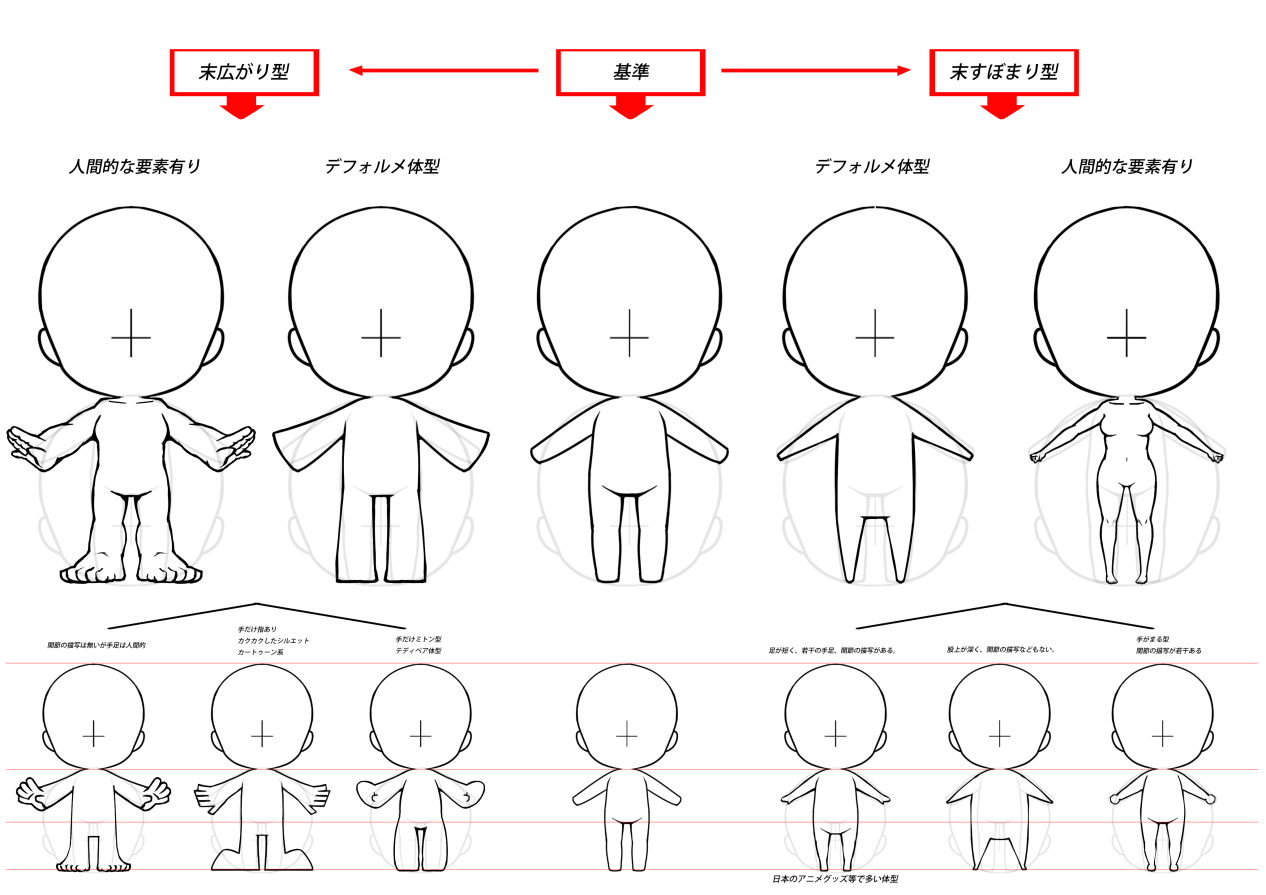 末広がり型
基準
末すぼまり型
人間的な要素有り
デフォルメ体型
デフォルメ体型
人間的な要素有り
関節の描写は無いが手足は人間的
手だけ指あり
カクカクしたシルエット
カートゥーン系
手だけミトン型
テディベア体型
足が短く、若干の手足、関節の描写がある。
股上が深く、関節の描写などもない。
手がまる型
関節の描写が若干ある
日本のアニメグッズ等で多い体型